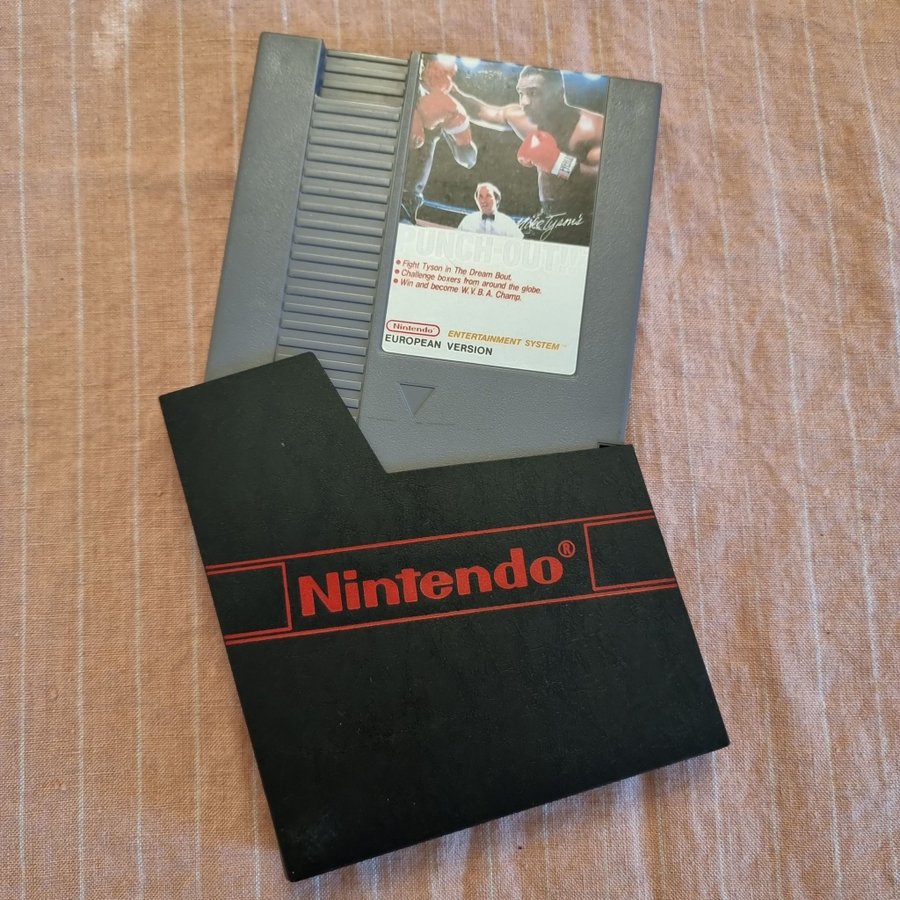 Mike Tyson's
PUNCH-OUT!!
• Fight Tyson in The Dream Bout.
• Challenge boxers from around the globe.
• Win and become W.V.B.A. Champ.
Nintendo®
ENTERTAINMENT SYSTEM™
EUROPEAN VERSION
Nintendo®